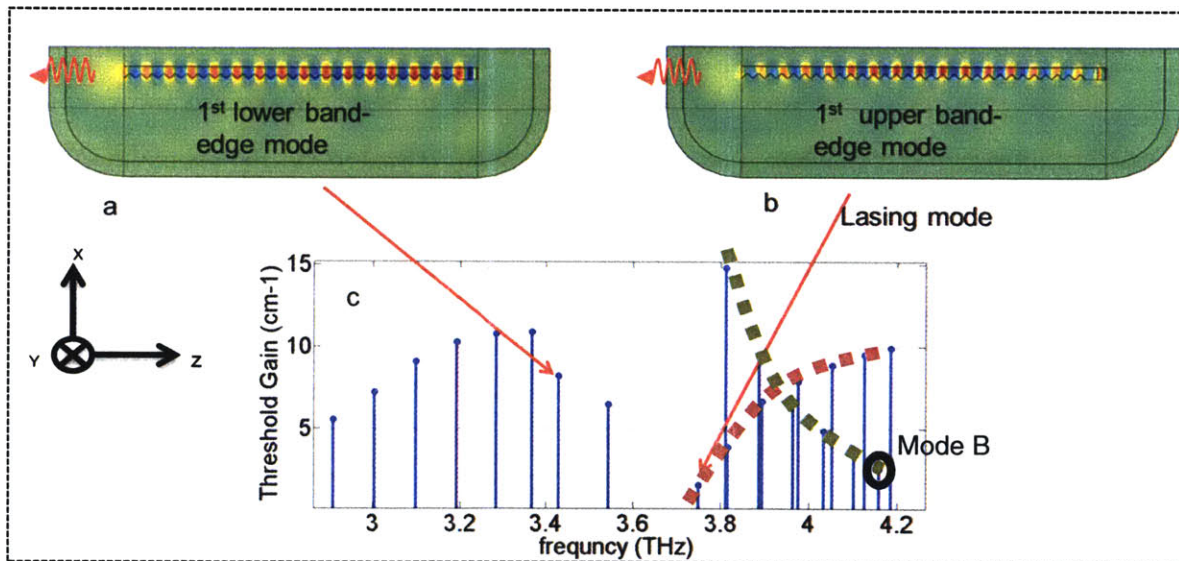 1st lower band-
edge mode
1st upper band-
edge mode
a
b
Lasing mode
X
Y
Z
c
Threshold Gain (cm-1)
15
10
5
Mode B
3
3.2
3.4
3.6
3.8
4
4.2
frequncy (THz)